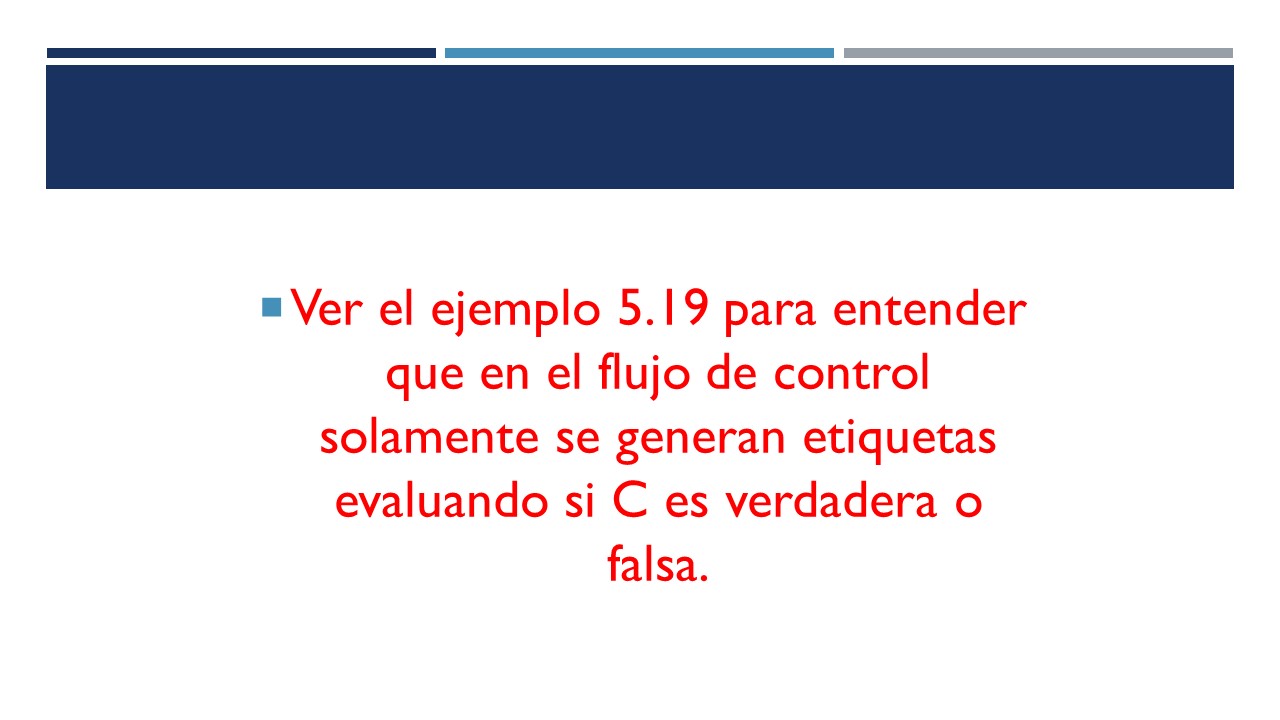 Ver el ejemplo 5.19 para entender
que en el flujo de control
solamente se generan etiquetas
evaluando si C es verdadera o
falsa.